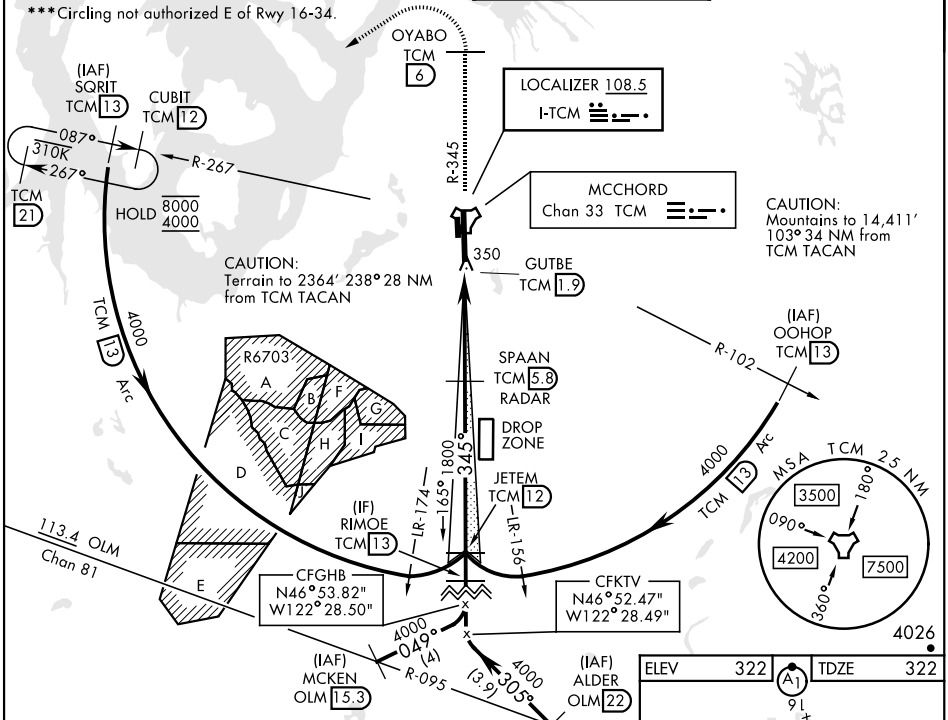 ***Circling not authorized E of Rwy 16-34.
OYABO
TCM
6
(IAF)
SQRIT
TCM 13
CUBIT
TCM 12
LOCALIZER 108.5
I-TCM
087°
310K
267°
R-267
R-345
TCM
21
HOLD 8000
4000
MCCHORD
Chan 33 TCM
CAUTION:
Mountains to 14,411'
103° 34 NM from
TCM TACAN
350
GUTBE
TCM 1.9
CAUTION:
Terrain to 2364' 238° 28 NM
from TCM TACAN
4000
TCM 13 Arc
(IAF)
OOHOP
TCM 13
R-102
R6703
A
B
F
G
C
H
I
D
J
E
SPAAN
TCM 5.8
RADAR
DROP
ZONE
345°
165° 1800
4000
TCM 13 Arc
JETEM
TCM 12
LR-174
LR-156
(IF)
RIMOE
TCM 13
MSA TCM 25 NM
180°
3500
090°
4200
7500
360°
113.4 OLM
Chan 81
CFGHB
N46° 53.82"
W122° 28.50"
CFKTV
N46° 52.47"
W122° 28.49"
x
x
4000
049°
(4)
4000
305°
(3.9)
(IAF)
MCKEN
OLM 15.3
R-095
(IAF)
ALDER
OLM 22
4026
ELEV 322
A1
TDZE 322
16